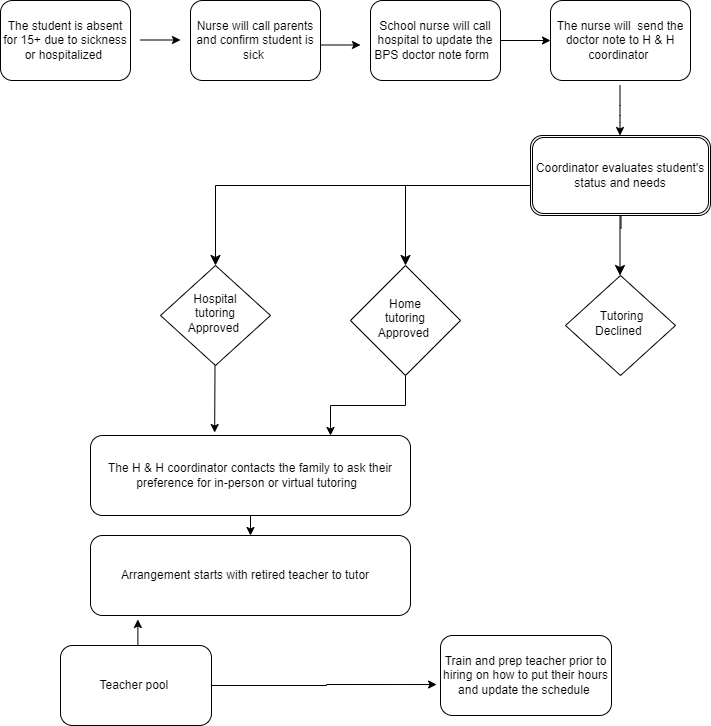 The student is absent
for 15+ due to sickness
or hospitalized
Nurse will call parents
and confirm student is
sick
School nurse will call
hospital to update the
BPS doctor note form
The nurse will send the
doctor note to H & H
coordinator
Coordinator evaluates student's
status and needs
Hospital
tutoring
Approved
Home
tutoring
Approved
Tutoring
Declined
The H & H coordinator contacts the family to ask their
preference for in-person or virtual tutoring
Arrangement starts with retired teacher to tutor
Teacher pool
Train and prep teacher prior to
hiring on how to put their hours
and update the schedule